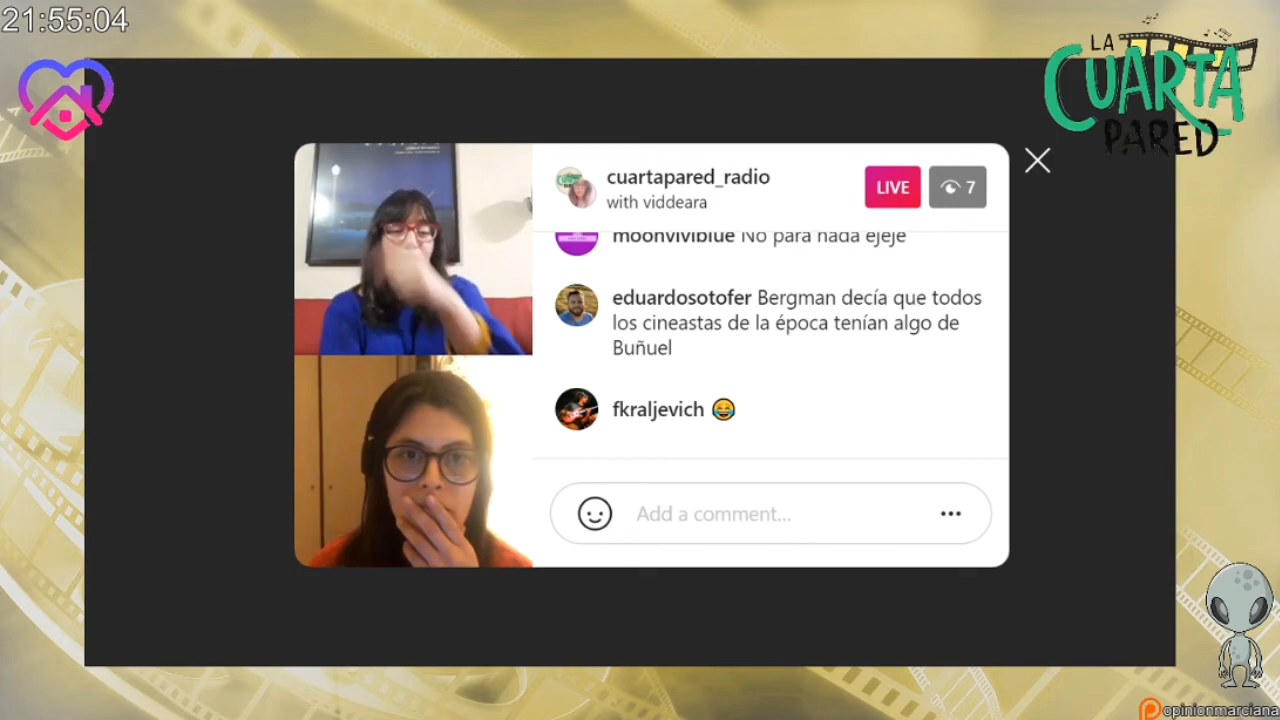 21:55:04
LA
CUARTA
PARED
cuartapared_radio
with viddeara
LIVE
7
moonviviblue No para nada ejeje
eduardosotofer Bergman decía que todos
los cineastas de la época tenían algo de
Buñuel
fkraljevich 😂
Add a comment...
opinionmarciana